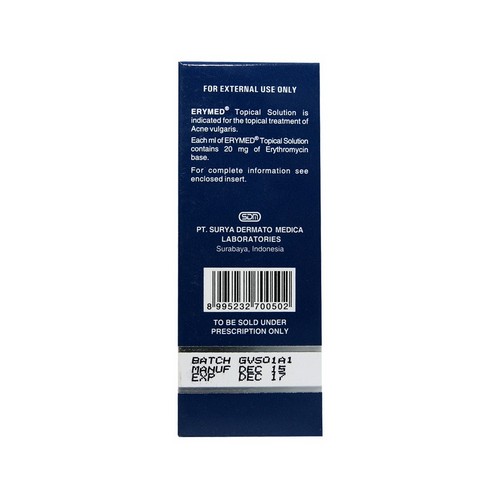 FOR EXTERNAL USE ONLY
ERYMED® Topical Solution is
indicated for the topical treatment of
Acne vulgaris.
Each ml of ERYMED® Topical Solution
contains 20 mg of Erythromycin
base.
For complete information see
enclosed insert.
SDM
PT. SURYA DERMATO MEDICA
LABORATORIES
Surabaya, Indonesia
8 995232 700502
TO BE SOLD UNDER
PRESCRIPTION ONLY
BATCH GVS01A1
MANUF DEC 15
EXP DEC 17